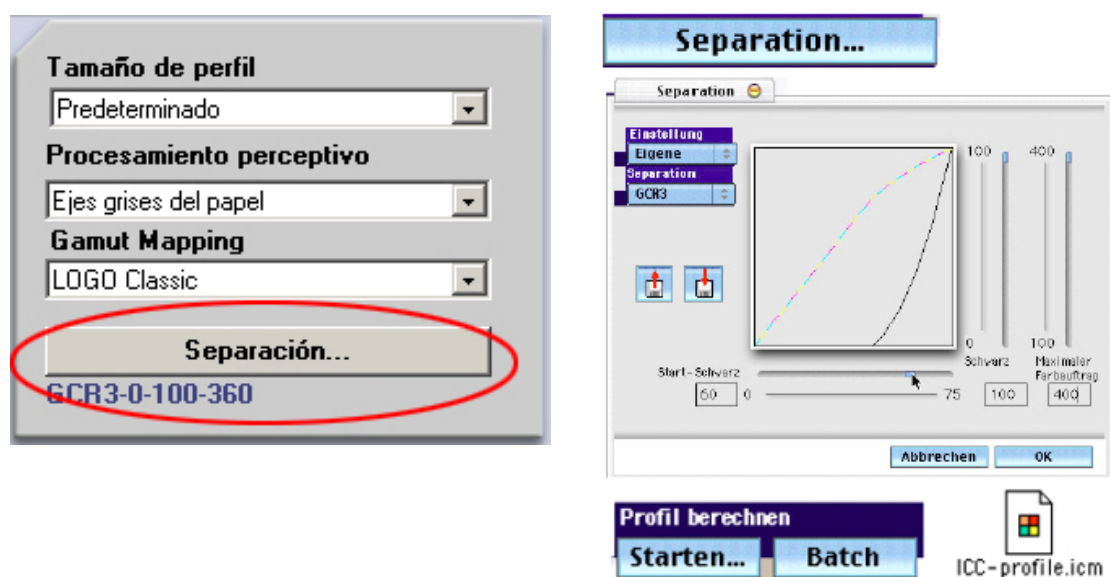 Tamaño de perfil
Predeterminado
Procesamiento perceptivo
Ejes grises del papel
Gamut Mapping
LOGO Classic
Separación...
GCR3-0-100-360
Separation...
Separation
Einstellung
Eigene
Separation
GCR3
100 400
0 100
Schwarz Maximaler
Farbauftrag
Start-Schwarz
60 0 75 100 400
Abbrechen OK
Profil berechnen
Starten... Batch
ICC-profile.icm